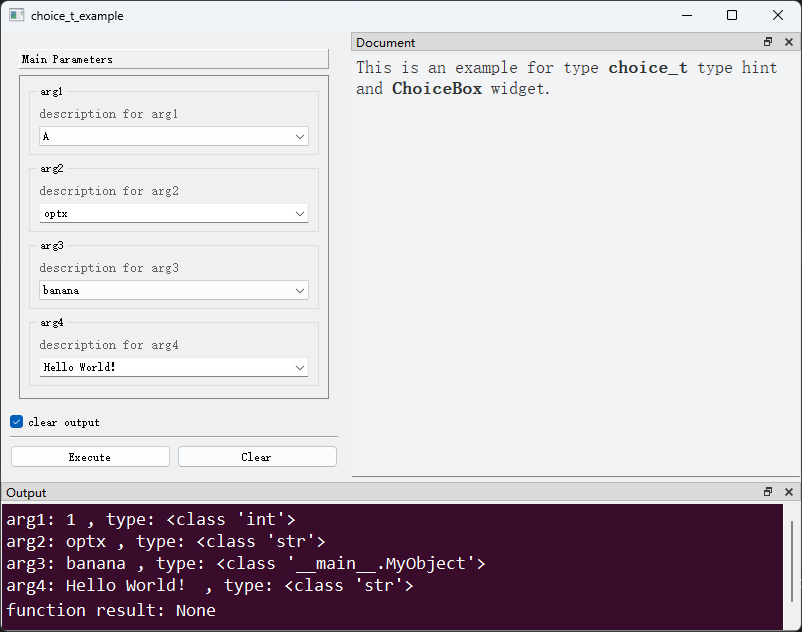 choice_t_example
Main Parameters
arg1
description for arg1
A
arg2
description for arg2
optx
arg3
description for arg3
banana
arg4
description for arg4
Hello World!
clear output
Execute
Clear
Document
This is an example for type choice_t type hint
and ChoiceBox widget.
Output
arg1: 1 , type: <class 'int'>
arg2: optx , type: <class 'str'>
arg3: banana , type: <class '__main__.MyObject'>
arg4: Hello World!  , type: <class 'str'>
function result: None